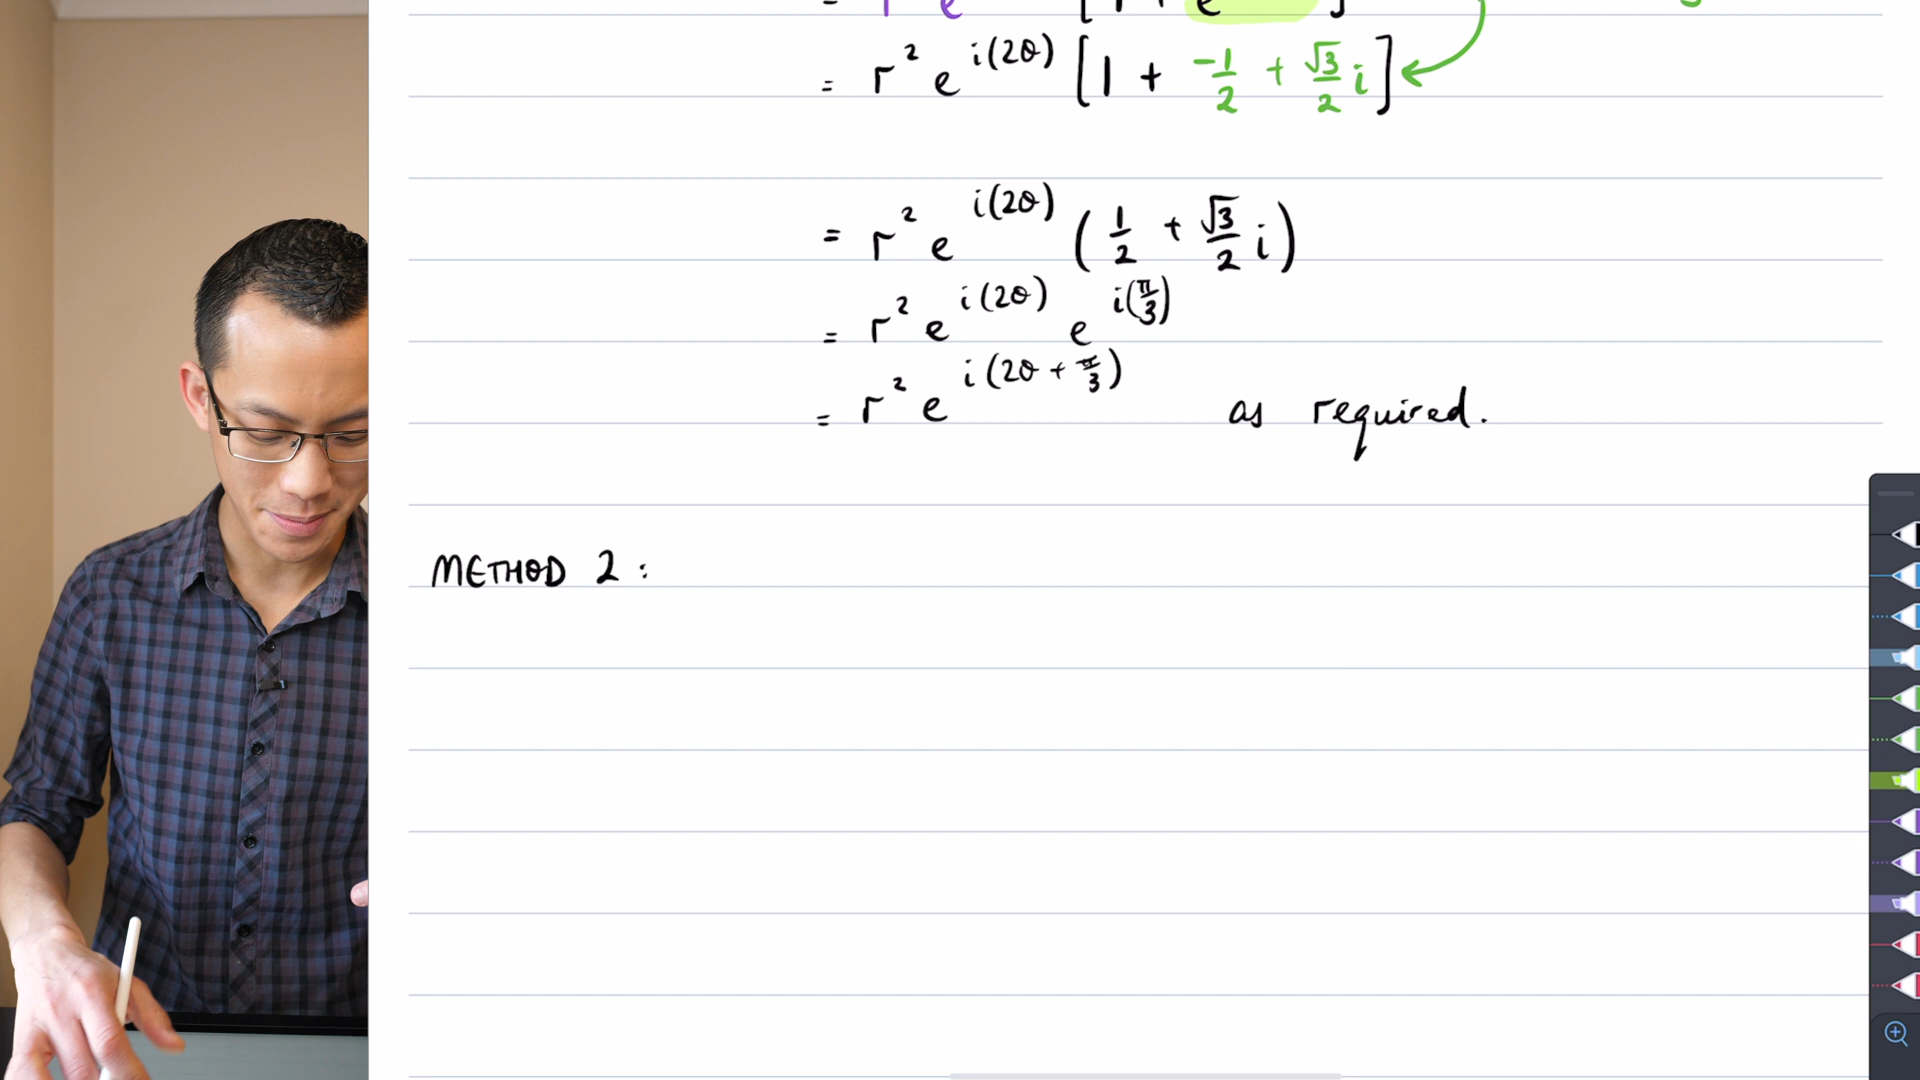 = r² e^{i(2θ)} [1 + -1/2 + √3/2 i]
= r² e^{i(2θ)} (1/2 + √3/2 i)
= r² e^{i(2θ)} e^{i(π/3)}
= r² e^{i(2θ + π/3)} as required.
METHOD 2: